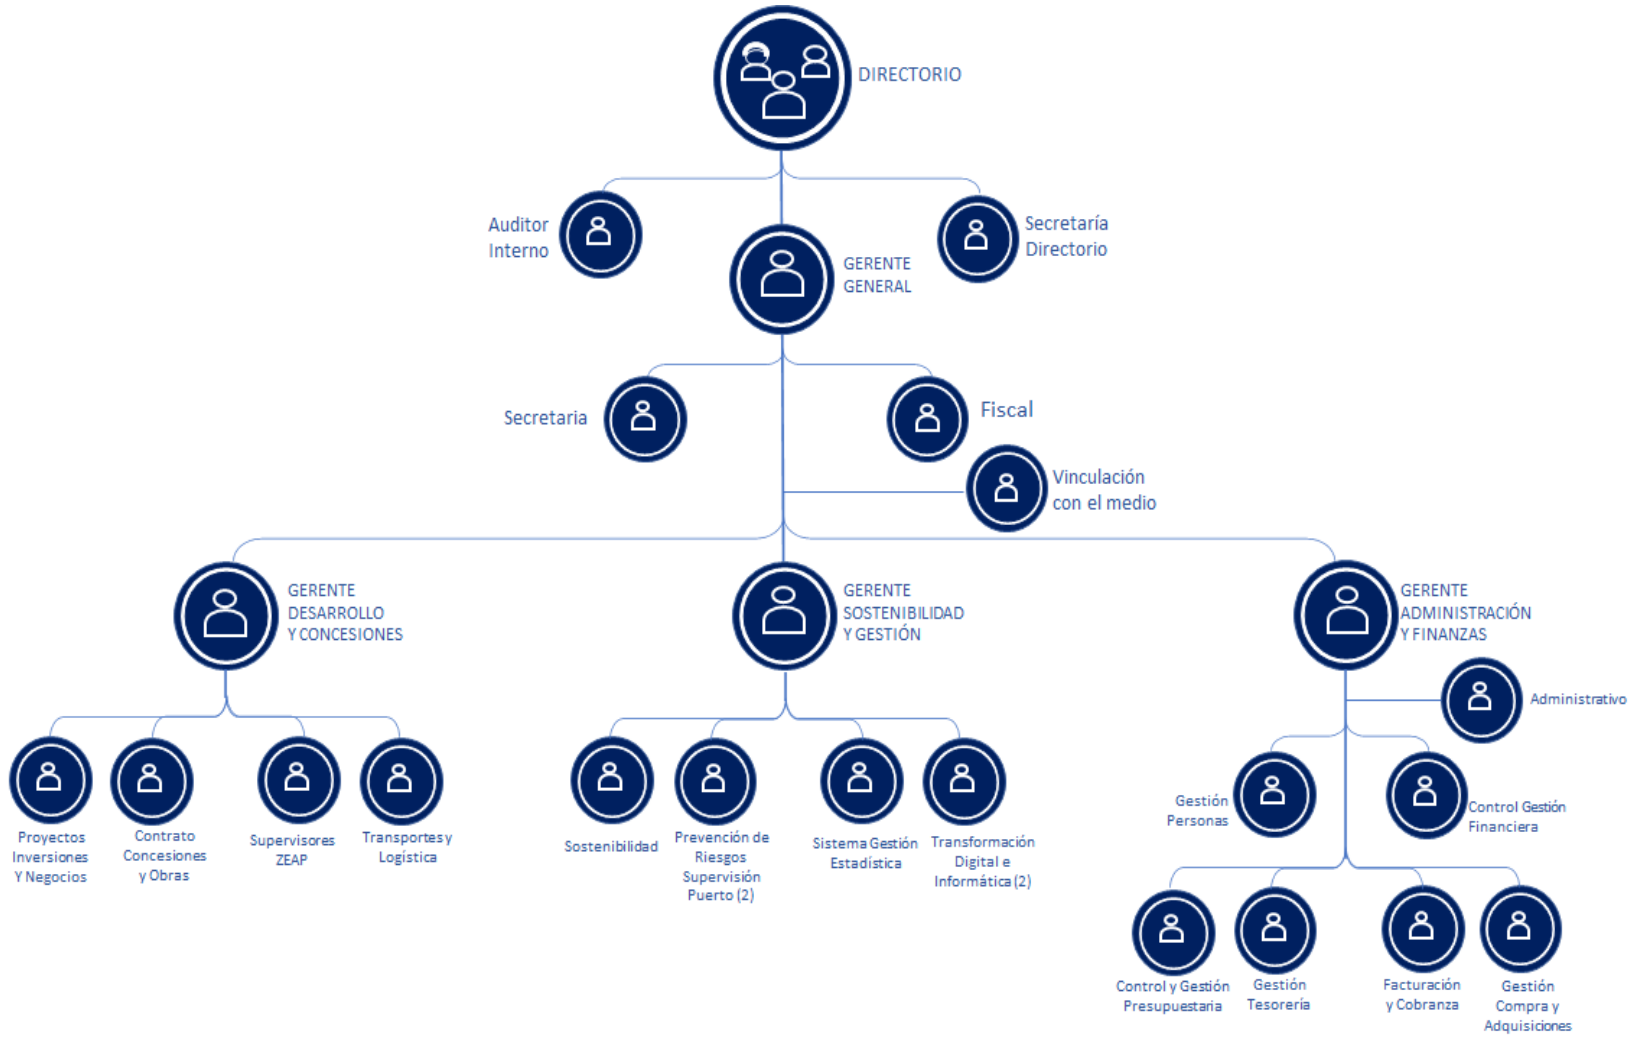 DIRECTORIO
Auditor
Interno
Secretaría
Directorio
GERENTE
GENERAL
Secretaria
Fiscal
Vinculación
con el medio
GERENTE
DESARROLLO
Y CONCESIONES
GERENTE
SOSTENIBILIDAD
Y GESTIÓN
GERENTE
ADMINISTRACIÓN
Y FINANZAS
Administrativo
Proyectos
Inversiones
Y Negocios
Contrato
Concesiones
y Obras
Supervisores
ZEAP
Transportes y
Logística
Sostenibilidad
Prevención de
Riesgos
Supervisión
Puerto (2)
Sistema Gestión
Estadística
Transformación
Digital e
Informática (2)
Gestión
Personas
Control Gestión
Financiera
Control y Gestión
Presupuestaria
Gestión
Tesorería
Facturación
y Cobranza
Gestión
Compra y
Adquisiciones